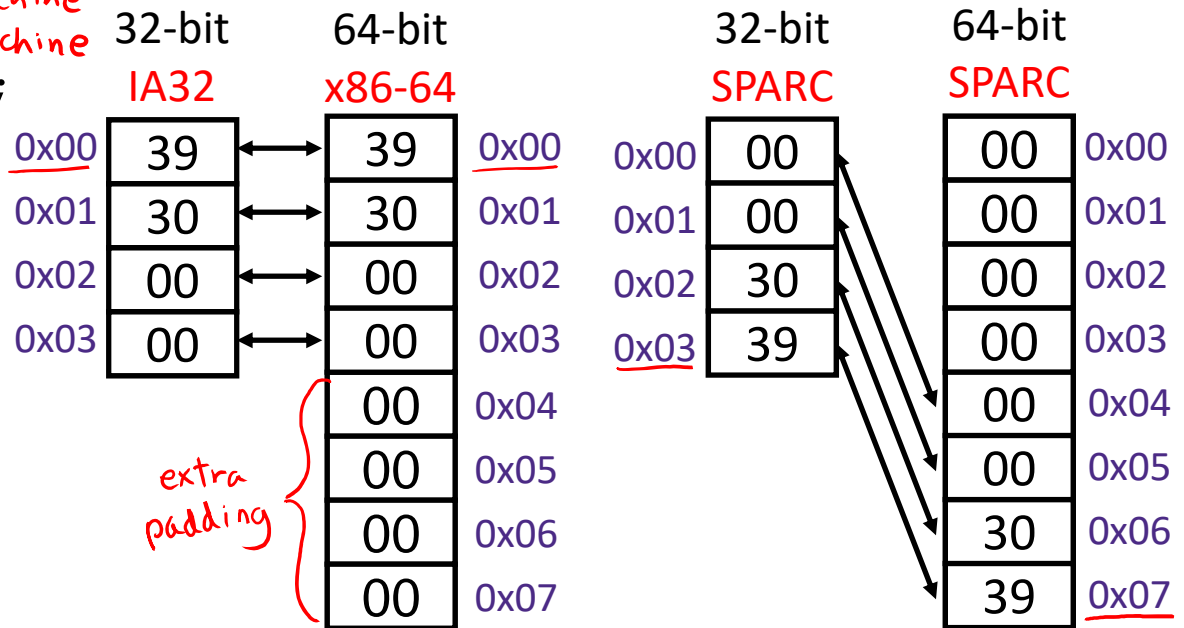 chine
32-bit 64-bit 32-bit 64-bit
; IA32 x86-64 SPARC SPARC
0x00 39 39 0x00 0x00 00 00 0x00
0x01 30 30 0x01 0x01 00 00 0x01
0x02 00 00 0x02 0x02 30 00 0x02
0x03 00 00 0x03 0x03 39 00 0x03
00 0x04 00 0x04
extra 00 0x05 00 0x05
padding 00 0x06 30 0x06
00 0x07 39 0x07